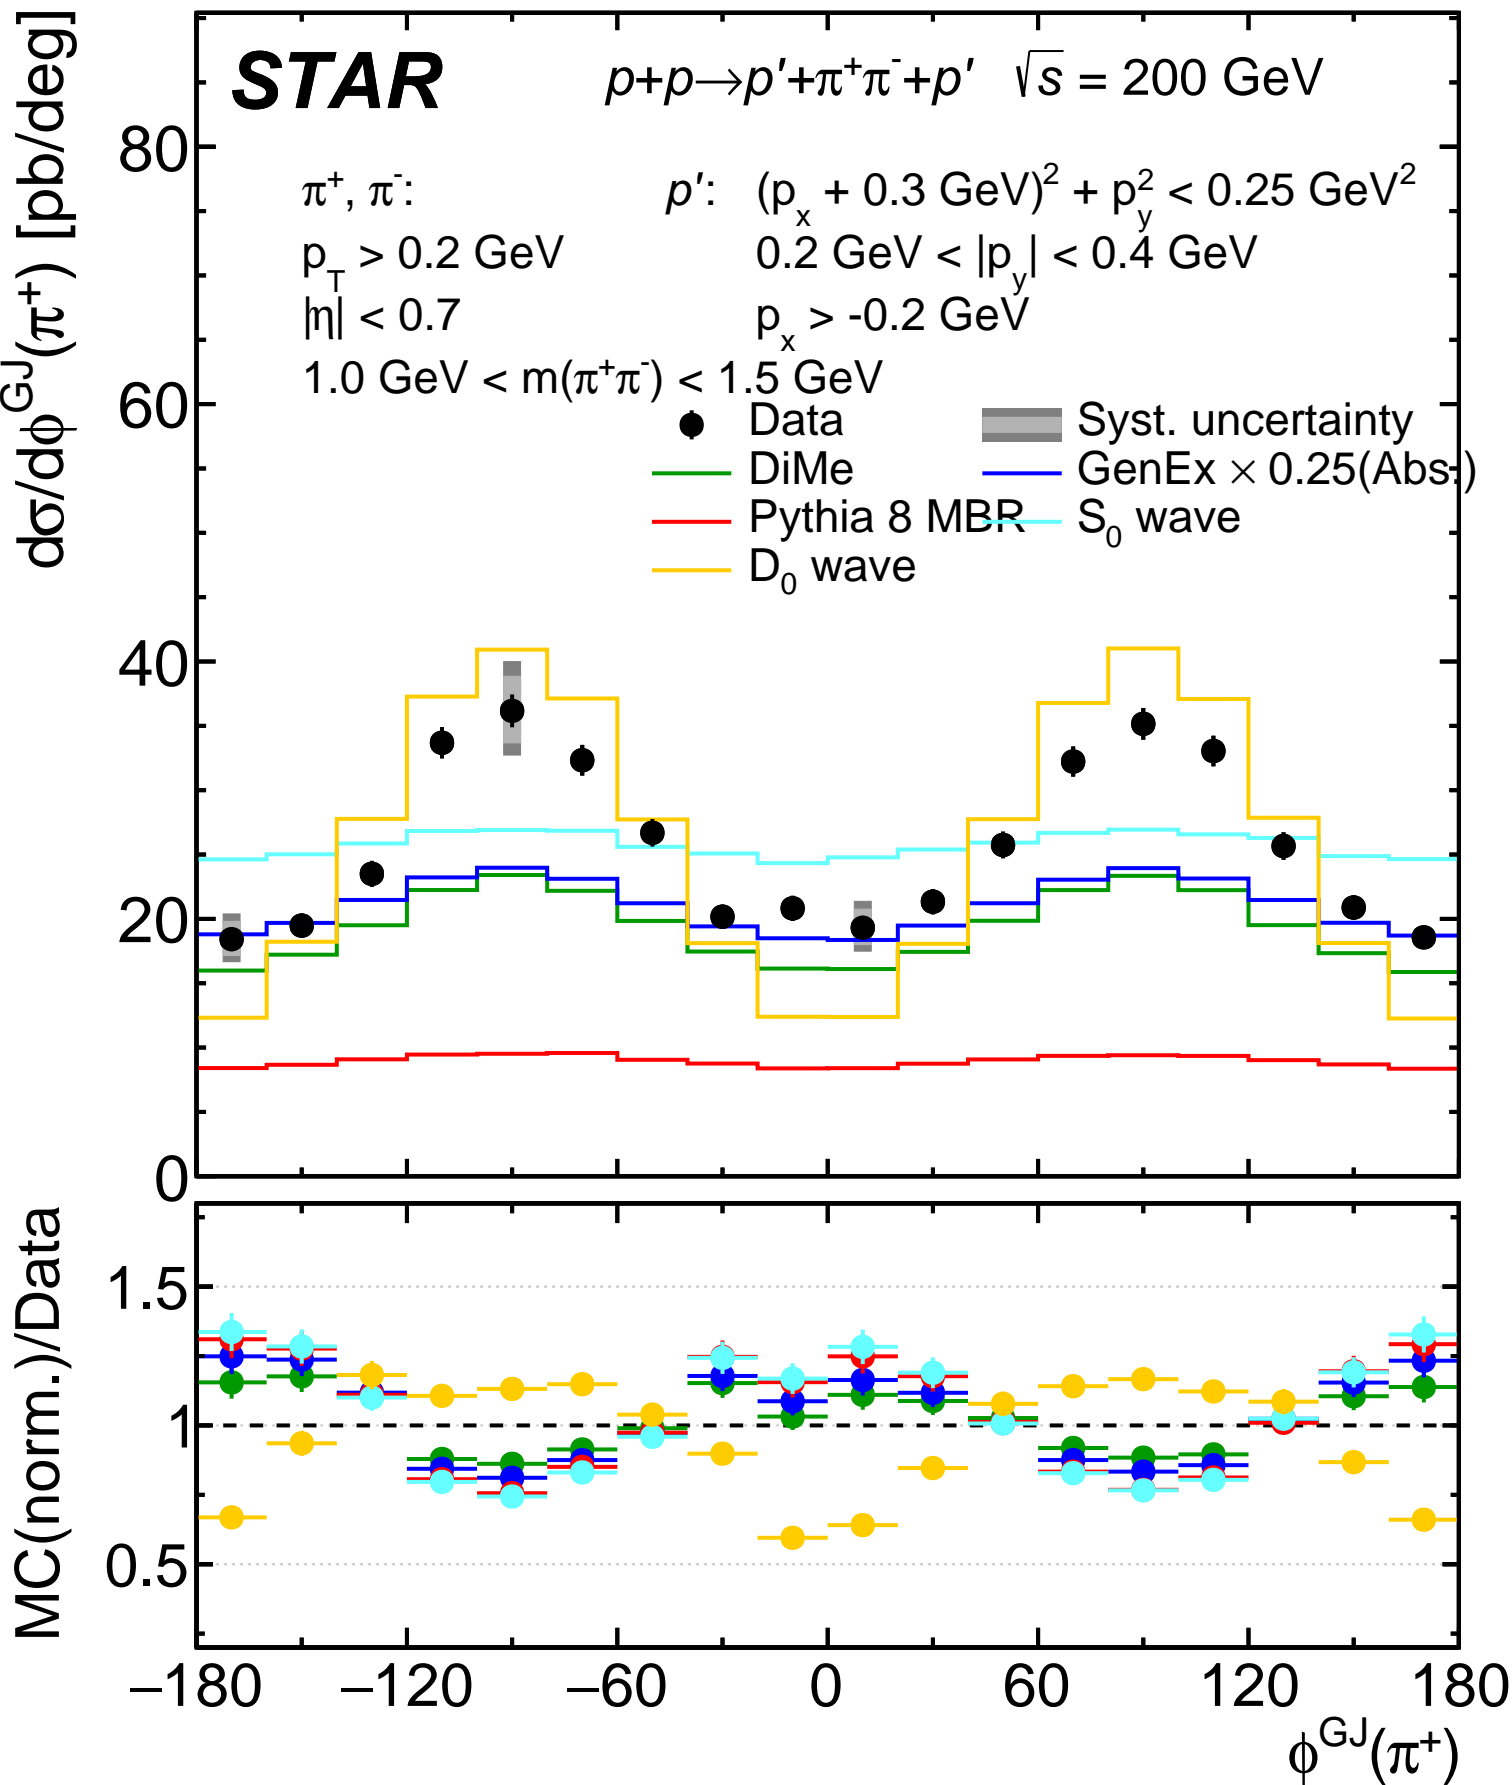 STAR p+p→p′+π⁺π⁻+p′ √s = 200 GeV
π⁺, π⁻: p′: (pₓ + 0.3 GeV)² + p_y² < 0.25 GeV²
p_T > 0.2 GeV 0.2 GeV < |p_y| < 0.4 GeV
|η| < 0.7 pₓ > -0.2 GeV
1.0 GeV < m(π⁺π⁻) < 1.5 GeV
Data Syst. uncertainty
DiMe GenEx × 0.25(Abs.)
Pythia 8 MBR S₀ wave
D₀ wave
dσ/dφ^GJ(π⁺) [pb/deg]
80
60
40
20
0
MC(norm.)/Data
1.5
1
0.5
−180 −120 −60 0 60 120 180
φ^GJ(π⁺)